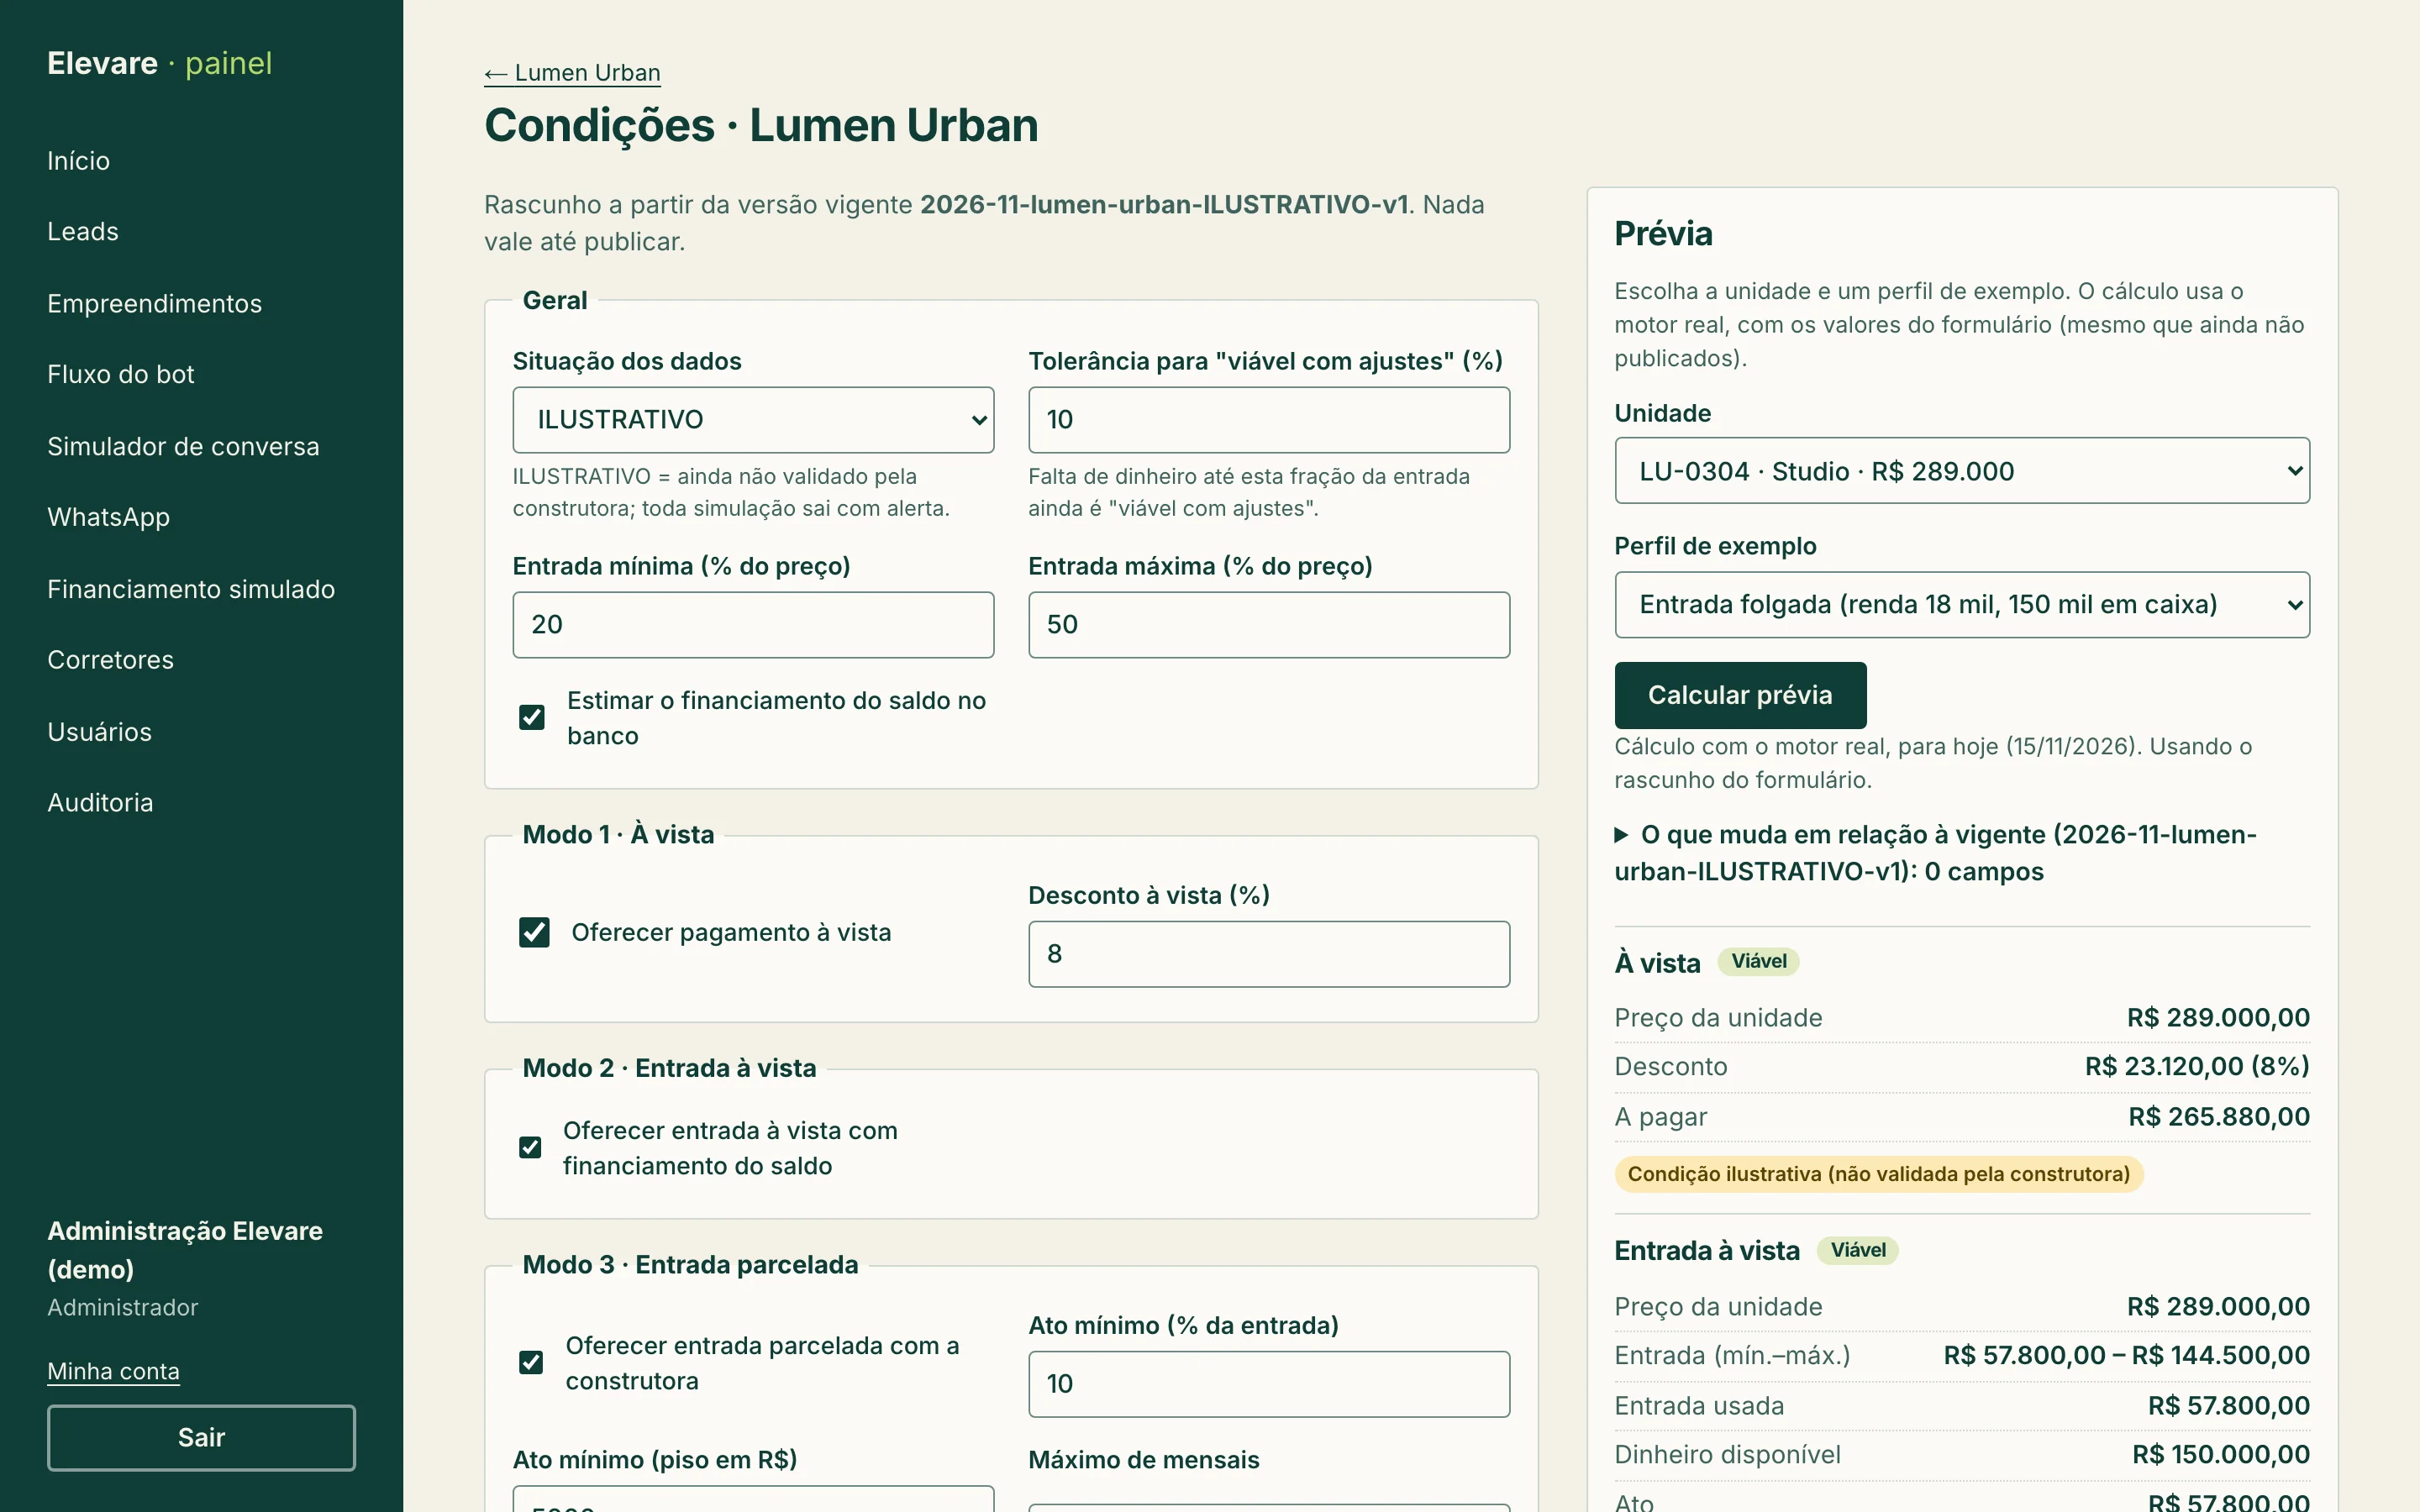 Elevare · painel
Início
Leads
Empreendimentos
Fluxo do bot
Simulador de conversa
WhatsApp
Financiamento simulado
Corretores
Usuários
Auditoria
Administração Elevare
(demo)
Administrador
Minha conta
Sair
← Lumen Urban
Condições · Lumen Urban
Rascunho a partir da versão vigente 2026-11-lumen-urban-ILUSTRATIVO-v1. Nada
vale até publicar.
Geral
Situação dos dados
ILUSTRATIVO
ILUSTRATIVO = ainda não validado pela
construtora; toda simulação sai com alerta.
Tolerância para "viável com ajustes" (%)
10
Falta de dinheiro até esta fração da entrada
ainda é "viável com ajustes".
Entrada mínima (% do preço)
20
Entrada máxima (% do preço)
50
Estimar o financiamento do saldo no
banco
Modo 1 · À vista
Oferecer pagamento à vista
Desconto à vista (%)
8
Modo 2 · Entrada à vista
Oferecer entrada à vista com
financiamento do saldo
Modo 3 · Entrada parcelada
Oferecer entrada parcelada com a
construtora
Ato mínimo (% da entrada)
10
Ato mínimo (piso em R$)
Máximo de mensais
Prévia
Escolha a unidade e um perfil de exemplo. O cálculo usa o
motor real, com os valores do formulário (mesmo que ainda não
publicados).
Unidade
LU-0304 · Studio · R$ 289.000
Perfil de exemplo
Entrada folgada (renda 18 mil, 150 mil em caixa)
Calcular prévia
Cálculo com o motor real, para hoje (15/11/2026). Usando o
rascunho do formulário.
▶ O que muda em relação à vigente (2026-11-lumen-
urban-ILUSTRATIVO-v1): 0 campos
À vista Viável
Preço da unidade R$ 289.000,00
Desconto R$ 23.120,00 (8%)
A pagar R$ 265.880,00
Condição ilustrativa (não validada pela construtora)
Entrada à vista Viável
Preço da unidade R$ 289.000,00
Entrada (mín.–máx.) R$ 57.800,00 – R$ 144.500,00
Entrada usada R$ 57.800,00
Dinheiro disponível R$ 150.000,00
Ato R$ 57.800,00